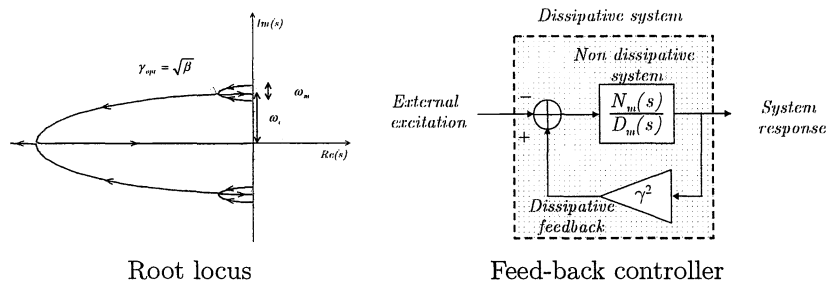 Im(s)
γ_opt = √β
ω_m
ω_i
Re(s)
Root locus
Dissipative system
Non dissipative
system
External
excitation
−
+
N_m(s)
D_m(s)
System
response
γ²
Dissipative
feedback
Feed-back controller